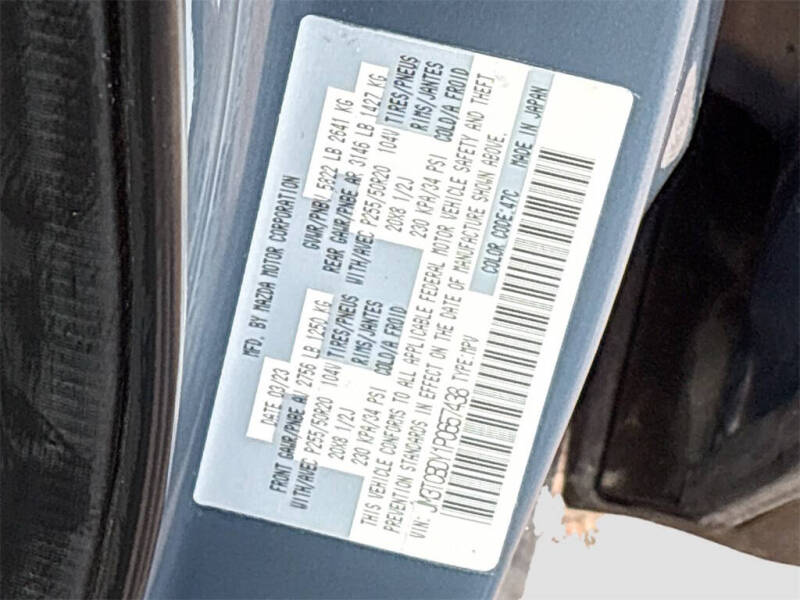 MFD. BY MAZDA MOTOR CORPORATION
DATE: 03/23
GVWR/PNBV 5822 LB 2641 KG
FRONT GAWR/PNBE AV 2756 LB 1250 KG
WITH/AVEC P255/50R20 104V TIRES/PNEUS
20X8 1/2J RIMS/JANTES
230 KPA/34 PSI COLD/A FROID
REAR GAWR/PNBE AR 3146 LB 1427 KG
WITH/AVEC P255/50R20 104V TIRES/PNEUS
20X8 1/2J RIMS/JANTES
230 KPA/34 PSI COLD/A FROID
THIS VEHICLE CONFORMS TO ALL APPLICABLE FEDERAL MOTOR VEHICLE SAFETY AND THEFT
PREVENTION STANDARDS IN EFFECT ON THE DATE OF MANUFACTURE SHOWN ABOVE.
VIN: TYPE:MPV
COLOR CODE:47C MADE IN JAPAN